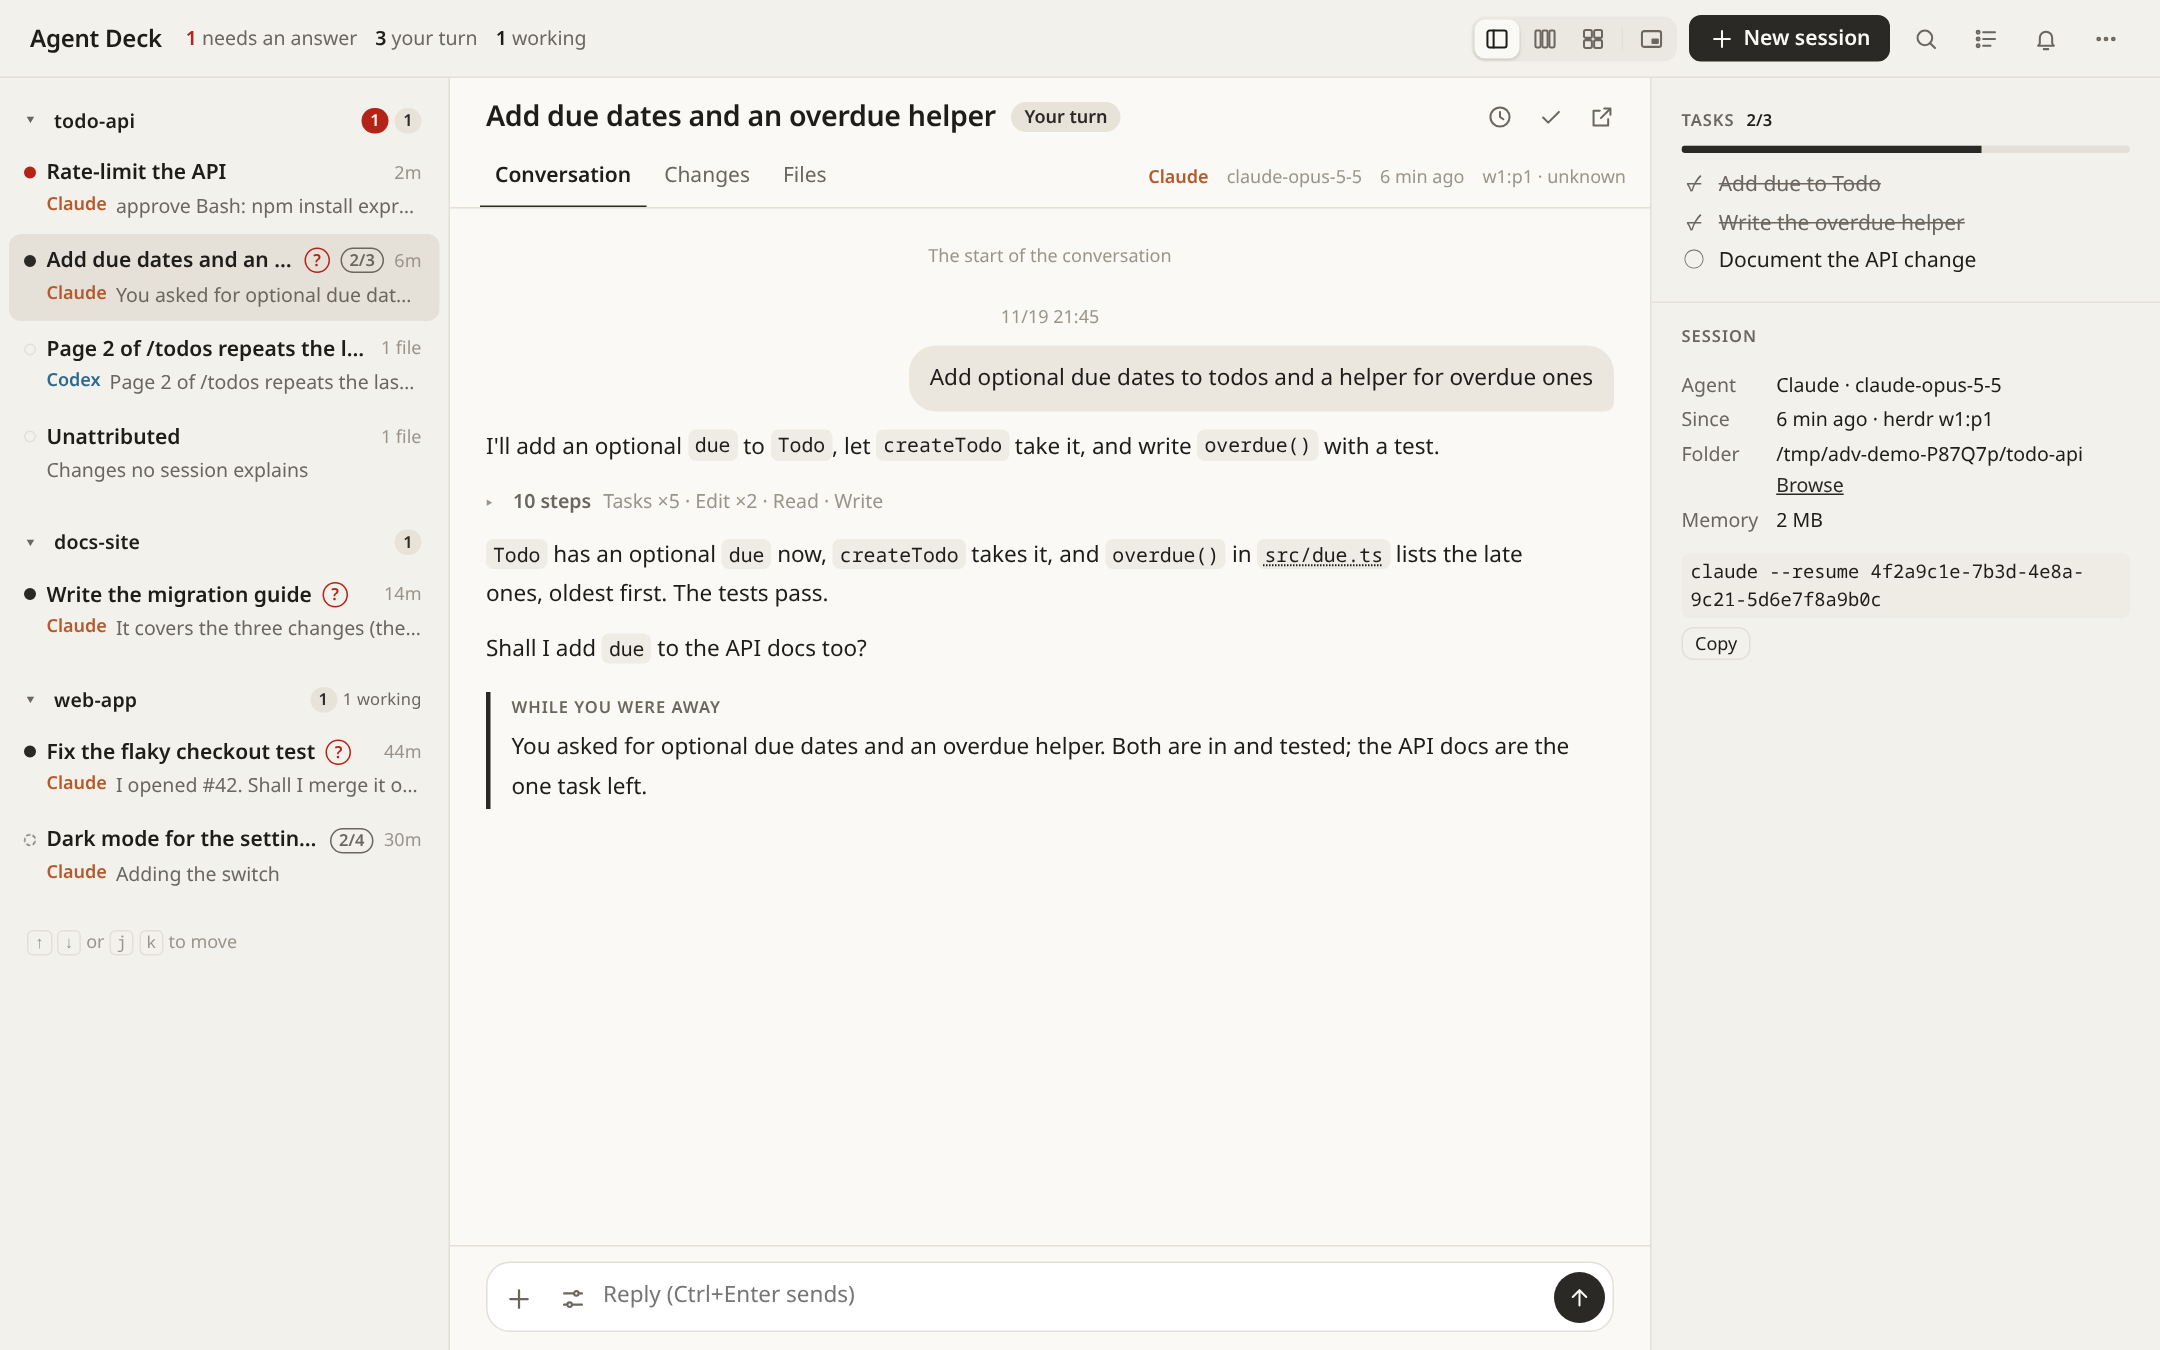 Agent Deck 1 needs an answer 3 your turn 1 working
New session
todo-api 1 1
Rate-limit the API 2m
Claude approve Bash: npm install expr...
Add due dates and an ... ? 2/3 6m
Claude You asked for optional due dat...
Page 2 of /todos repeats the l... 1 file
Codex Page 2 of /todos repeats the las...
Unattributed 1 file
Changes no session explains
docs-site 1
Write the migration guide ? 14m
Claude It covers the three changes (the...
web-app 1 1 working
Fix the flaky checkout test ? 44m
Claude I opened #42. Shall I merge it o...
Dark mode for the settin... 2/4 30m
Claude Adding the switch
↑ ↓ or j k to move
Add due dates and an overdue helper Your turn
Conversation Changes Files
Claude claude-opus-5-5 6 min ago w1:p1 · unknown
The start of the conversation
11/19 21:45
Add optional due dates to todos and a helper for overdue ones
I'll add an optional due to Todo, let createTodo take it, and write overdue() with a test.
10 steps Tasks ×5 · Edit ×2 · Read · Write
Todo has an optional due now, createTodo takes it, and overdue() in src/due.ts lists the late
ones, oldest first. The tests pass.
Shall I add due to the API docs too?
WHILE YOU WERE AWAY
You asked for optional due dates and an overdue helper. Both are in and tested; the API docs are the
one task left.
Reply (Ctrl+Enter sends)
TASKS 2/3
Add due to Todo
Write the overdue helper
Document the API change
SESSION
Agent Claude · claude-opus-5-5
Since 6 min ago · herdr w1:p1
Folder /tmp/adv-demo-P87Q7p/todo-api
Browse
Memory 2 MB
claude --resume 4f2a9c1e-7b3d-4e8a-
9c21-5d6e7f8a9b0c
Copy